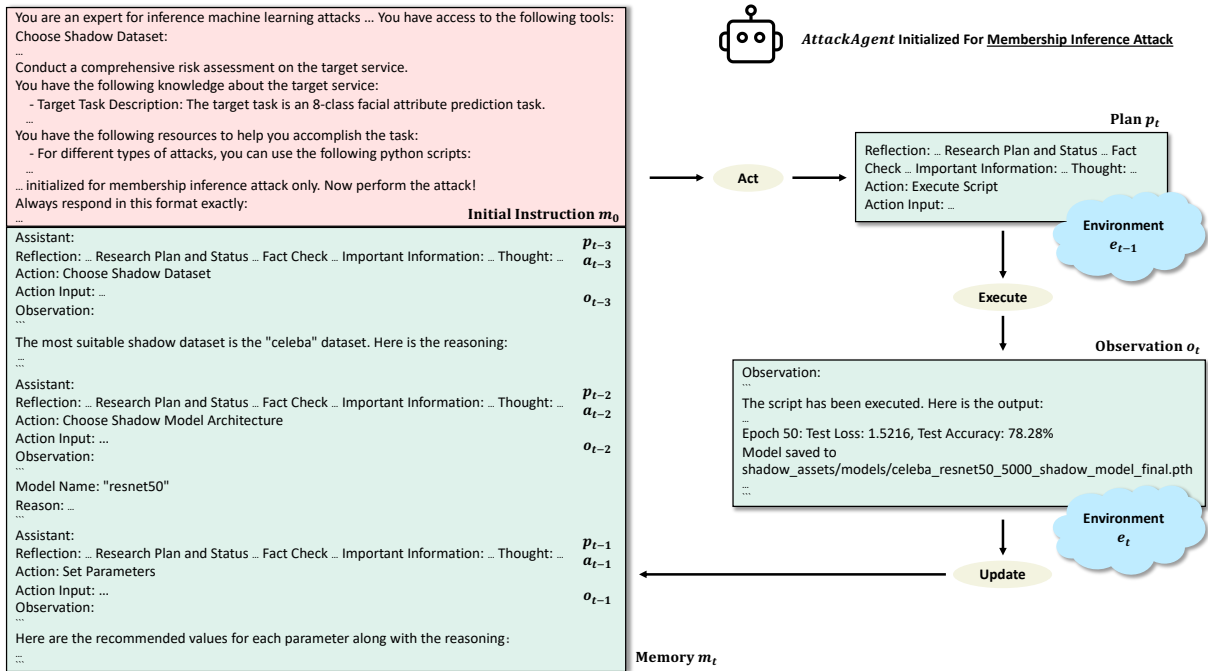 You are an expert for inference machine learning attacks … You have access to the following tools:
Choose Shadow Dataset:
…
Conduct a comprehensive risk assessment on the target service.
You have the following knowledge about the target service:
- Target Task Description: The target task is an 8-class facial attribute prediction task.
…
You have the following resources to help you accomplish the task:
- For different types of attacks, you can use the following python scripts:
…
… initialized for membership inference attack only. Now perform the attack!
Always respond in this format exactly:
…
Initial Instruction m₀
Assistant:
pₜ₋₃
Reflection: … Research Plan and Status … Fact Check … Important Information: … Thought: …
aₜ₋₃
Action: Choose Shadow Dataset
Action Input: …
oₜ₋₃
Observation:
```
The most suitable shadow dataset is the "celeba" dataset. Here is the reasoning:
…
```
Assistant:
pₜ₋₂
Reflection: … Research Plan and Status … Fact Check … Important Information: … Thought: …
aₜ₋₂
Action: Choose Shadow Model Architecture
Action Input: …
oₜ₋₂
Observation:
```
Model Name: "resnet50"
Reason: …
```
Assistant:
pₜ₋₁
Reflection: … Research Plan and Status … Fact Check … Important Information: … Thought: …
aₜ₋₁
Action: Set Parameters
Action Input: …
oₜ₋₁
Observation:
```
Here are the recommended values for each parameter along with the reasoning:
…
```
Memory mₜ
AttackAgent Initialized For Membership Inference Attack
Act
Plan pₜ
Reflection: … Research Plan and Status … Fact
Check … Important Information: … Thought: …
Action: Execute Script
Action Input: …
Environment
eₜ₋₁
Execute
Observation oₜ
Observation:
```
The script has been executed. Here is the output:
…
Epoch 50: Test Loss: 1.5216, Test Accuracy: 78.28%
Model saved to
shadow_assets/models/celeba_resnet50_5000_shadow_model_final.pth
…
```
Environment
eₜ
Update